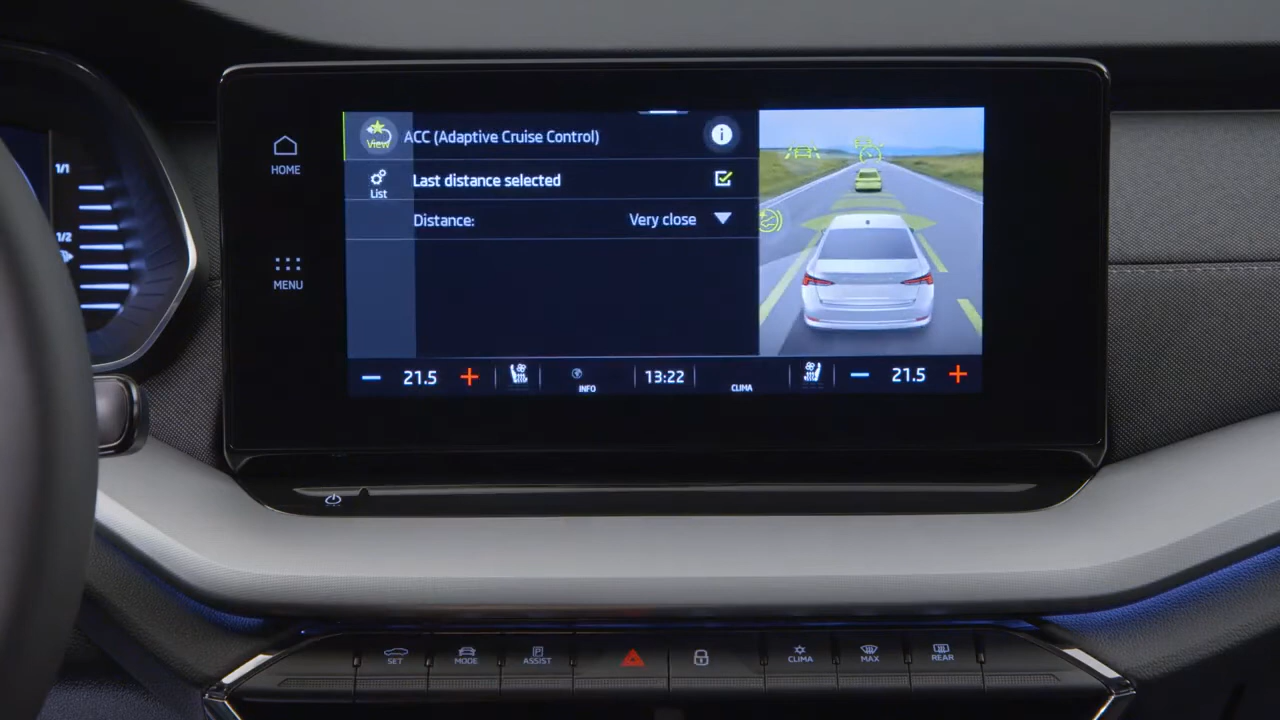 1/1
1/2
HOME
MENU
View
ACC (Adaptive Cruise Control)
i
List
Last distance selected
Distance: Very close
− 21.5 +
INFO
13:22
CLIMA
− 21.5 +
SET
MODE
P
ASSIST
CLIMA
MAX
REAR